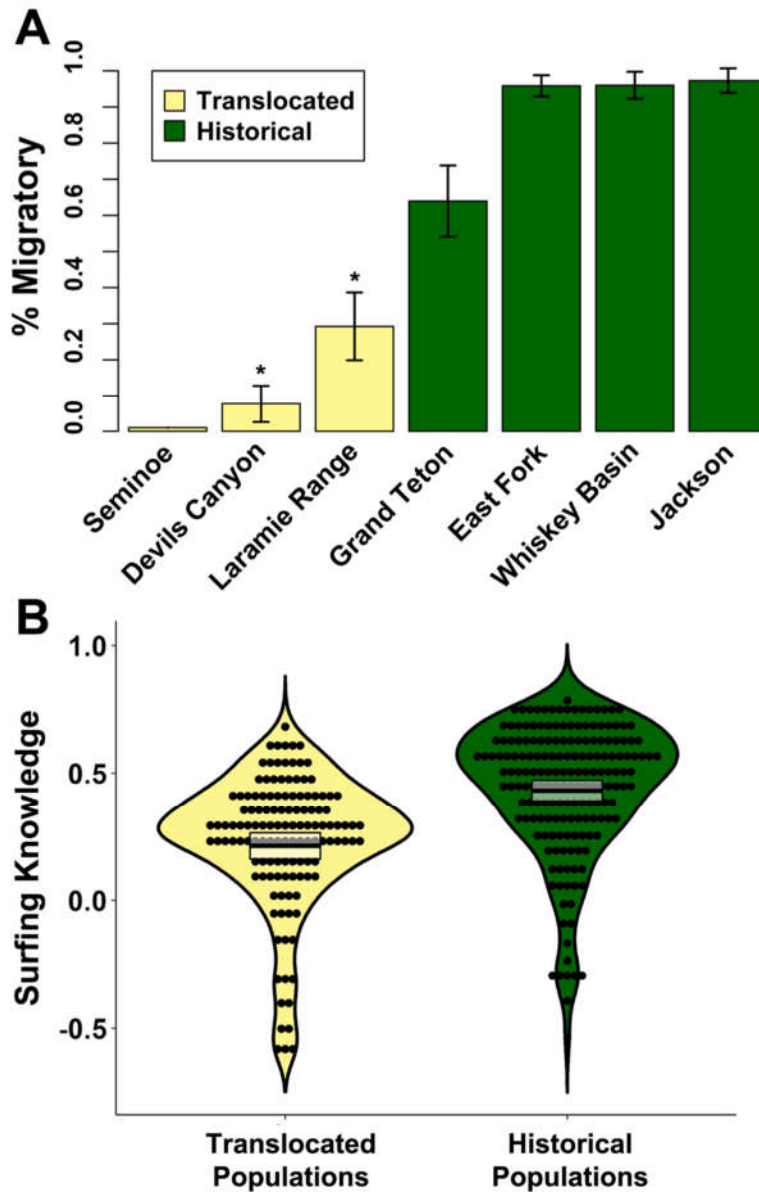 A
1.0
0.8
0.6
0.4
0.2
0.0
% Migratory
Translocated
Historical
*
*
Seminoe
Devils Canyon
Laramie Range
Grand Teton
East Fork
Whiskey Basin
Jackson
B
1.0
0.5
0.0
-0.5
Surfing Knowledge
Translocated
Populations
Historical
Populations